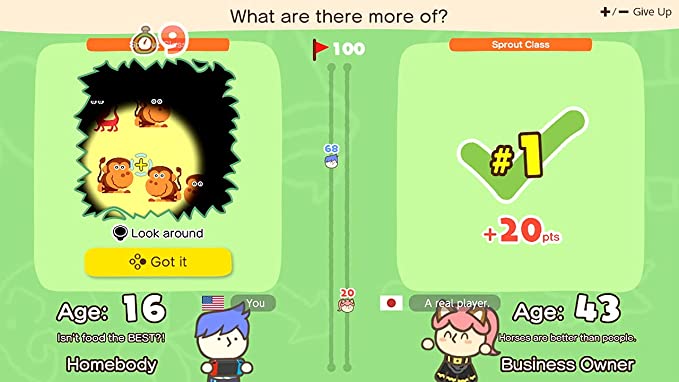 What are there more of?
+/− Give Up
9
100
Sprout Class
68
#1
Look around
+20pts
Got it
20
Age: 16
You
A real player.
Age: 43
Isn't food the BEST?!
Horses are better than people.
Homebody
Business Owner